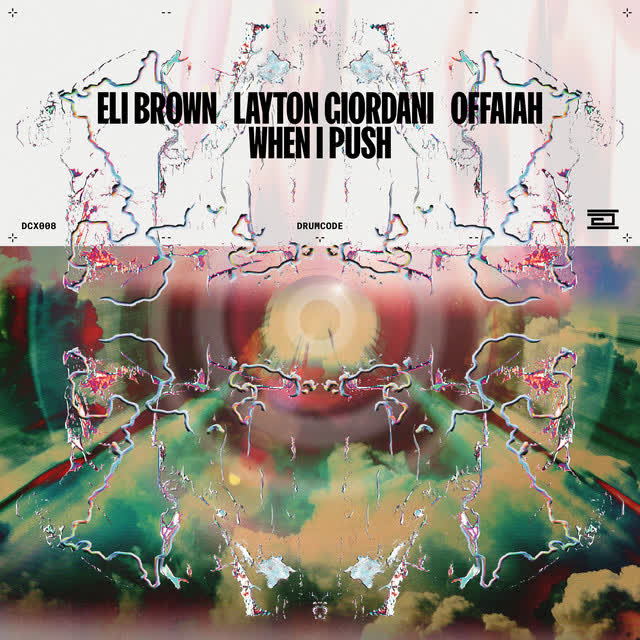 ELI BROWN LAYTON GIORDANI OFFAIAH
WHEN I PUSH
DCX008 DRUMCODE